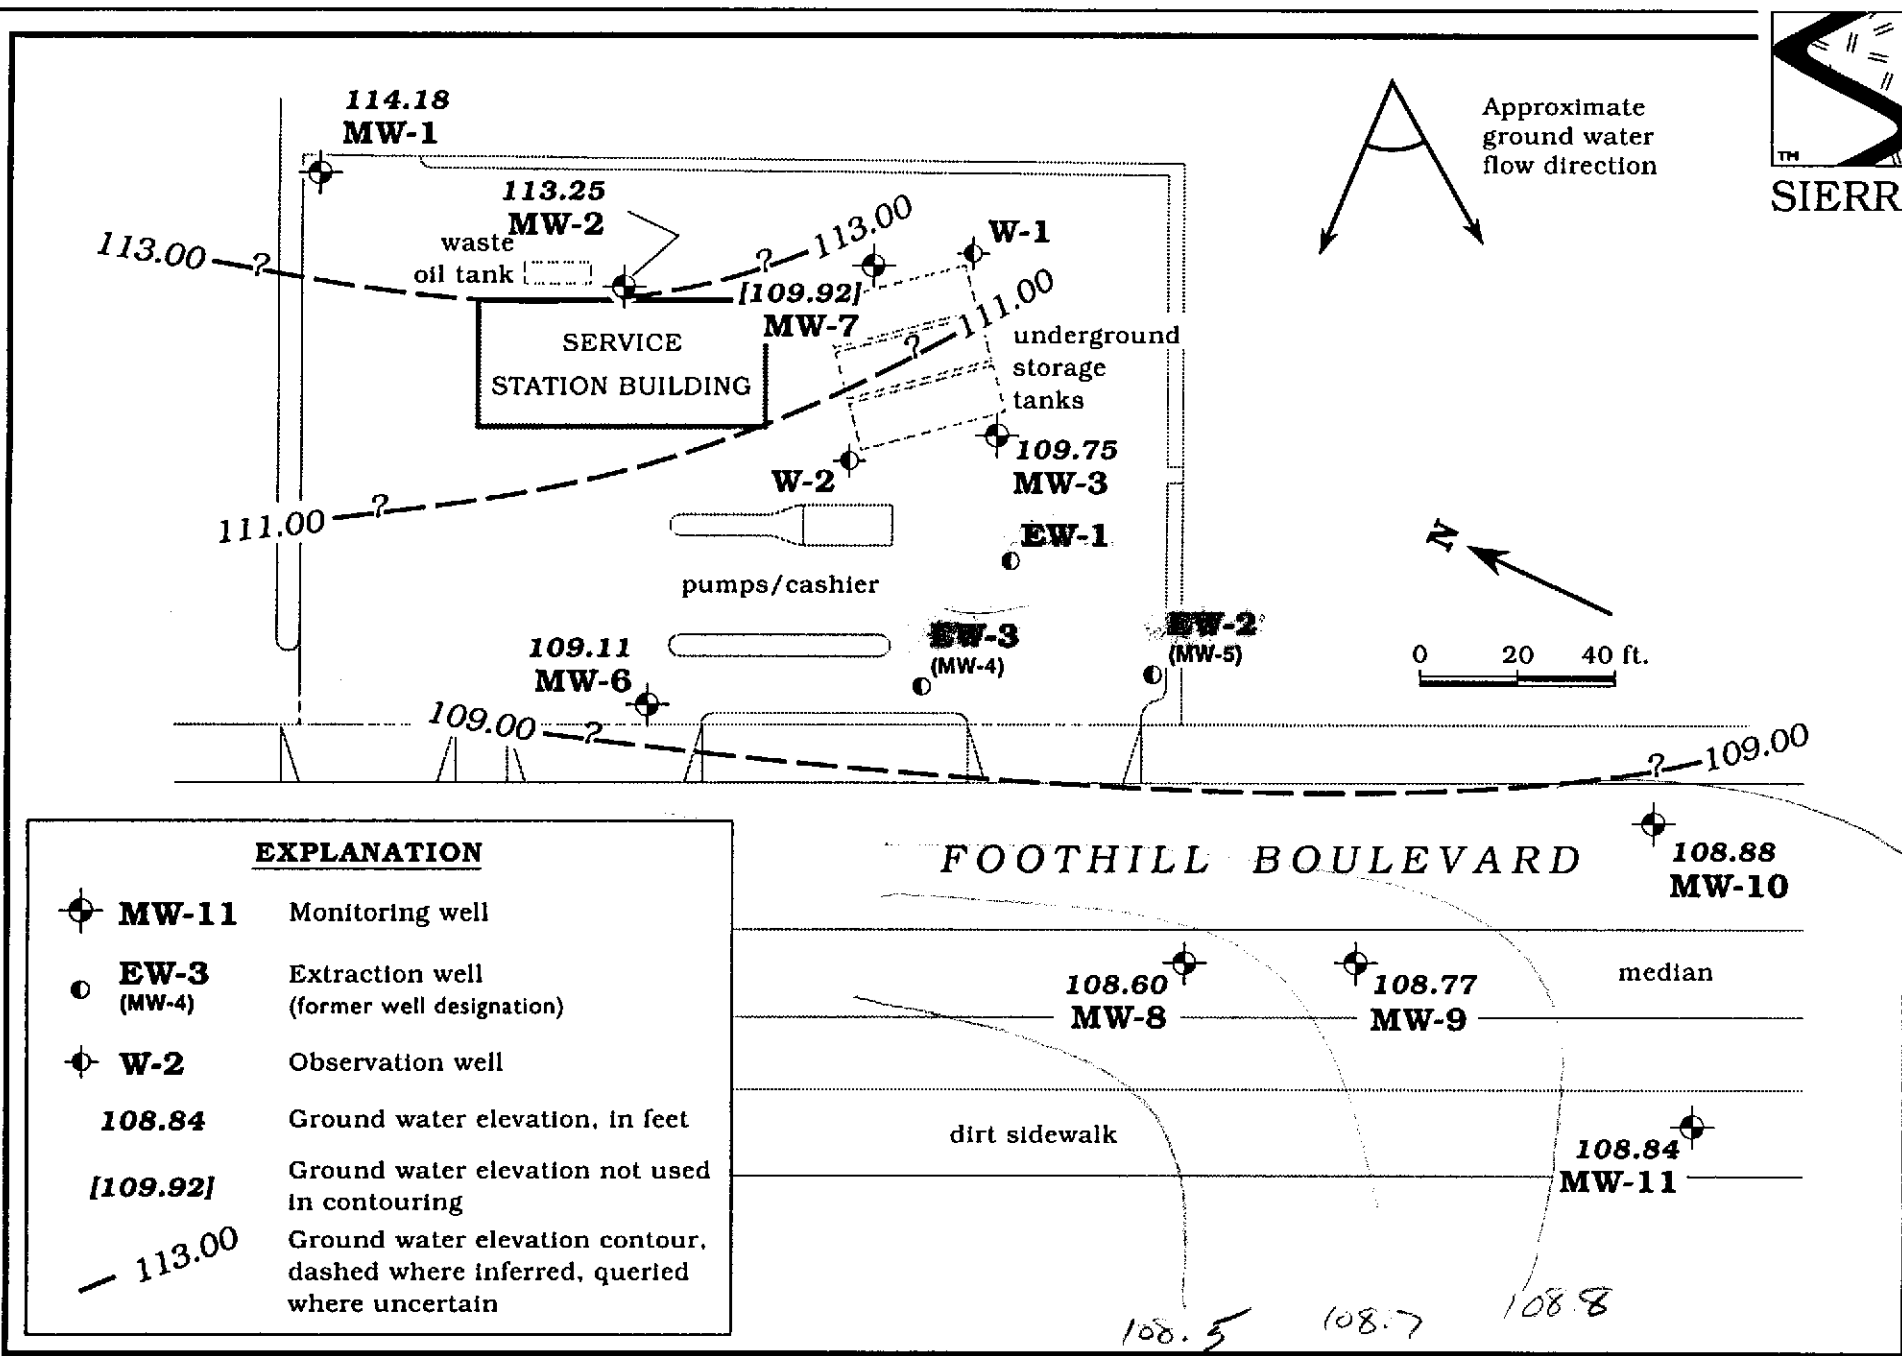 114.18
MW-1
113.25
MW-2
waste
oil tank
113.00
?
?
113.00
W-1
[109.92]
MW-7
111.00
?
SERVICE
STATION BUILDING
underground
storage
tanks
109.75
MW-3
W-2
111.00
?
EW-1
pumps/cashier
EW-3
(MW-4)
EW-2
(MW-5)
109.11
MW-6
109.00
?
?
109.00
Approximate
ground water
flow direction
TM
SIERR
N
0 20 40 ft.
FOOTHILL BOULEVARD
108.88
MW-10
108.60
MW-8
108.77
MW-9
median
dirt sidewalk
108.84
MW-11
108.5
108.7
108.8
EXPLANATION
MW-11 Monitoring well
EW-3 Extraction well
(MW-4) (former well designation)
W-2 Observation well
108.84 Ground water elevation, in feet
[109.92] Ground water elevation not used
in contouring
113.00 Ground water elevation contour,
dashed where inferred, queried
where uncertain